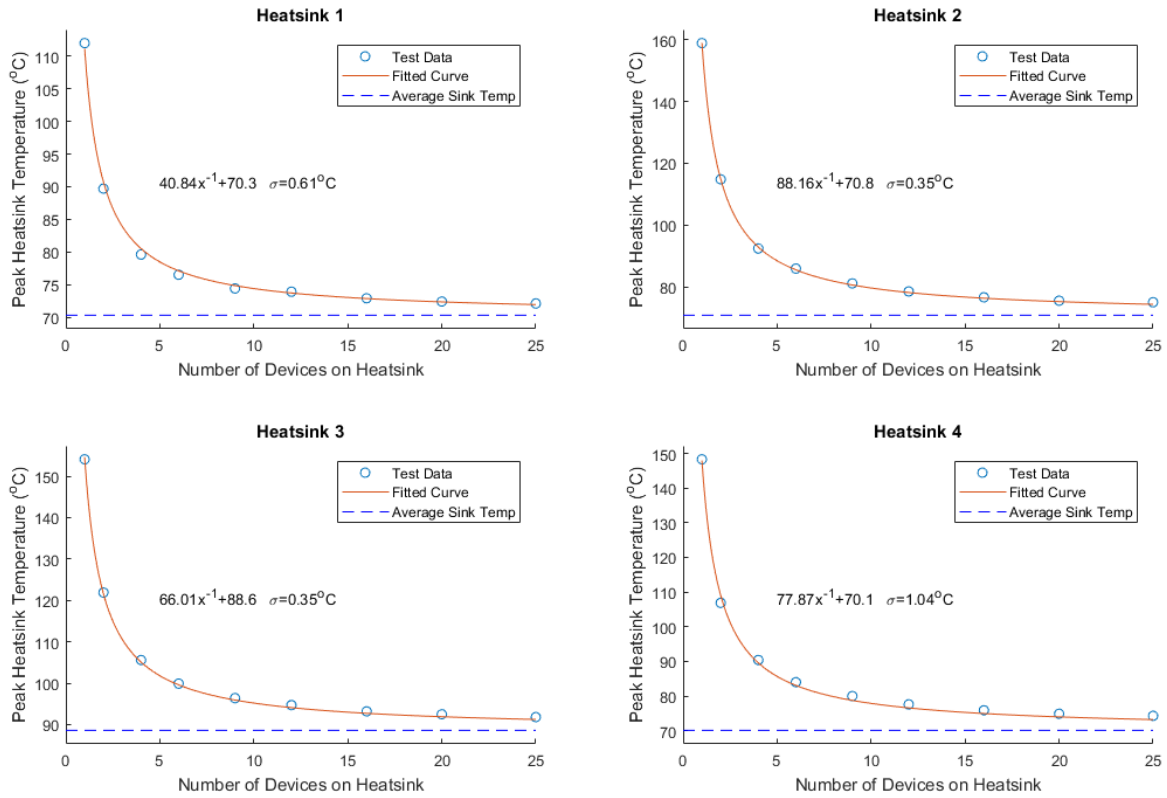 Heatsink 1
Peak Heatsink Temperature (°C)
110
105
100
95
90
85
80
75
70
Test Data
Fitted Curve
Average Sink Temp
40.84x⁻¹+70.3 σ=0.61°C
0 5 10 15 20 25
Number of Devices on Heatsink
Heatsink 2
Peak Heatsink Temperature (°C)
160
140
120
100
80
Test Data
Fitted Curve
Average Sink Temp
88.16x⁻¹+70.8 σ=0.35°C
0 5 10 15 20 25
Number of Devices on Heatsink
Heatsink 3
Peak Heatsink Temperature (°C)
150
140
130
120
110
100
90
Test Data
Fitted Curve
Average Sink Temp
66.01x⁻¹+88.6 σ=0.35°C
0 5 10 15 20 25
Number of Devices on Heatsink
Heatsink 4
Peak Heatsink Temperature (°C)
150
140
130
120
110
100
90
80
70
Test Data
Fitted Curve
Average Sink Temp
77.87x⁻¹+70.1 σ=1.04°C
0 5 10 15 20 25
Number of Devices on Heatsink